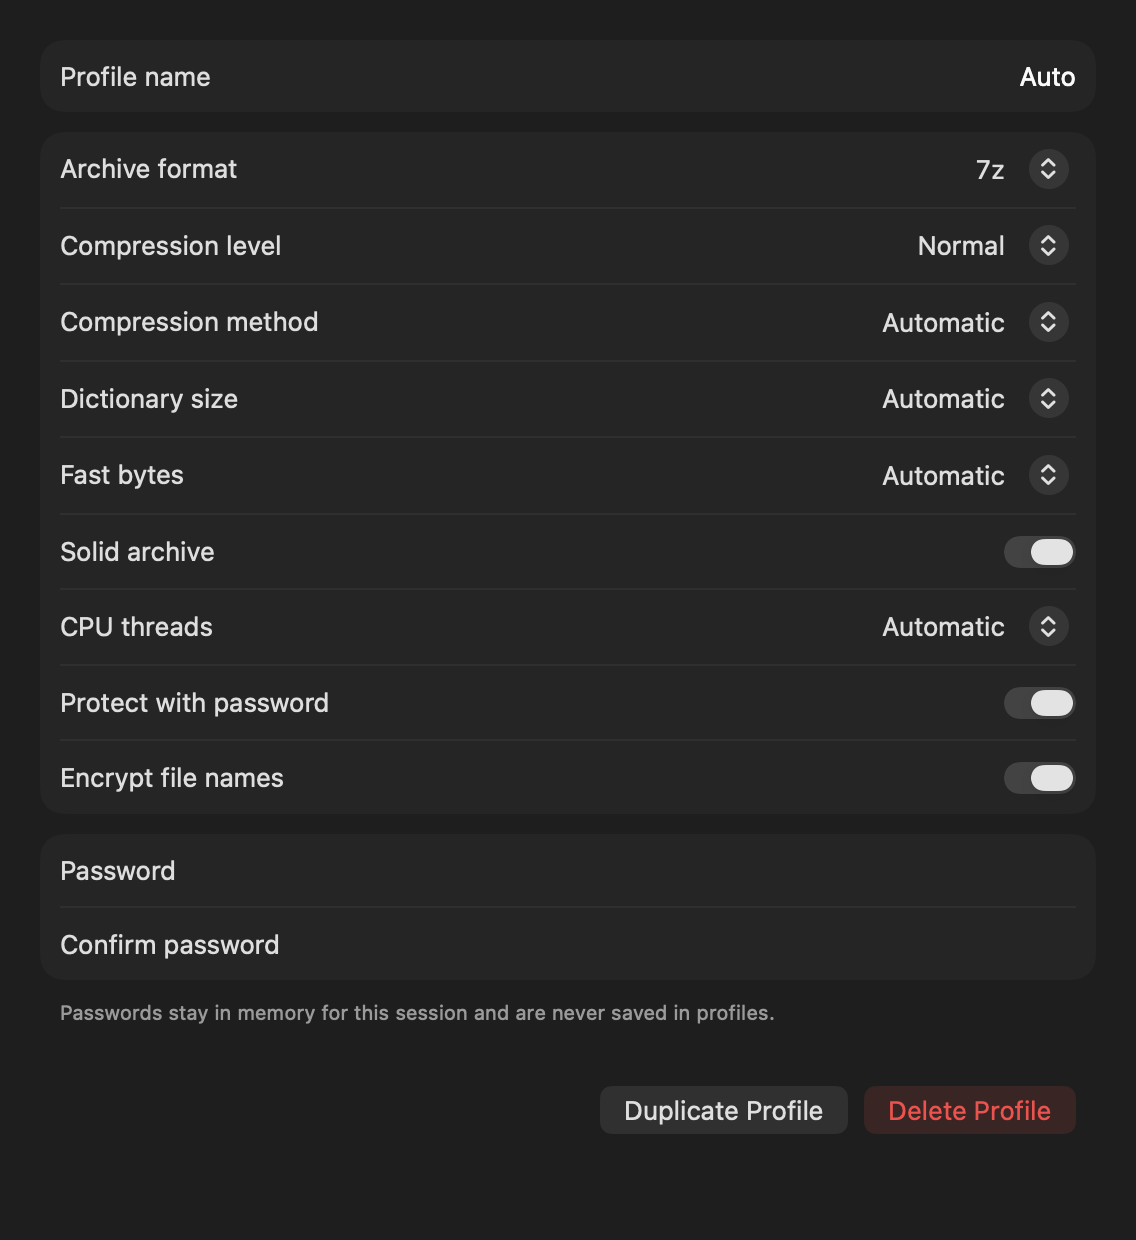 Profile name Auto
Archive format 7z
Compression level Normal
Compression method Automatic
Dictionary size Automatic
Fast bytes Automatic
Solid archive
CPU threads Automatic
Protect with password
Encrypt file names
Password
Confirm password
Passwords stay in memory for this session and are never saved in profiles.
Duplicate Profile Delete Profile